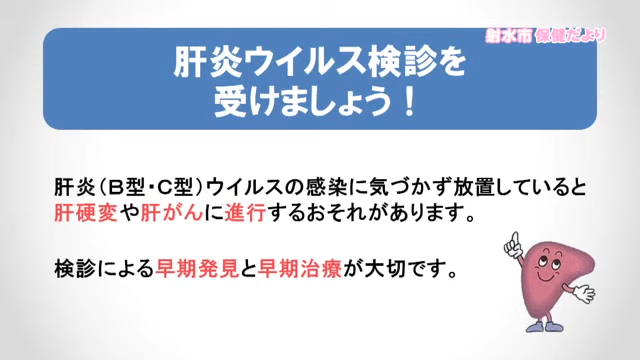 射水市 保健だより
肝炎ウイルス検診を
受けましょう！
肝炎（Ｂ型・Ｃ型）ウイルスの感染に気づかず放置していると
肝硬変や肝がんに進行するおそれがあります。
検診による早期発見と早期治療が大切です。